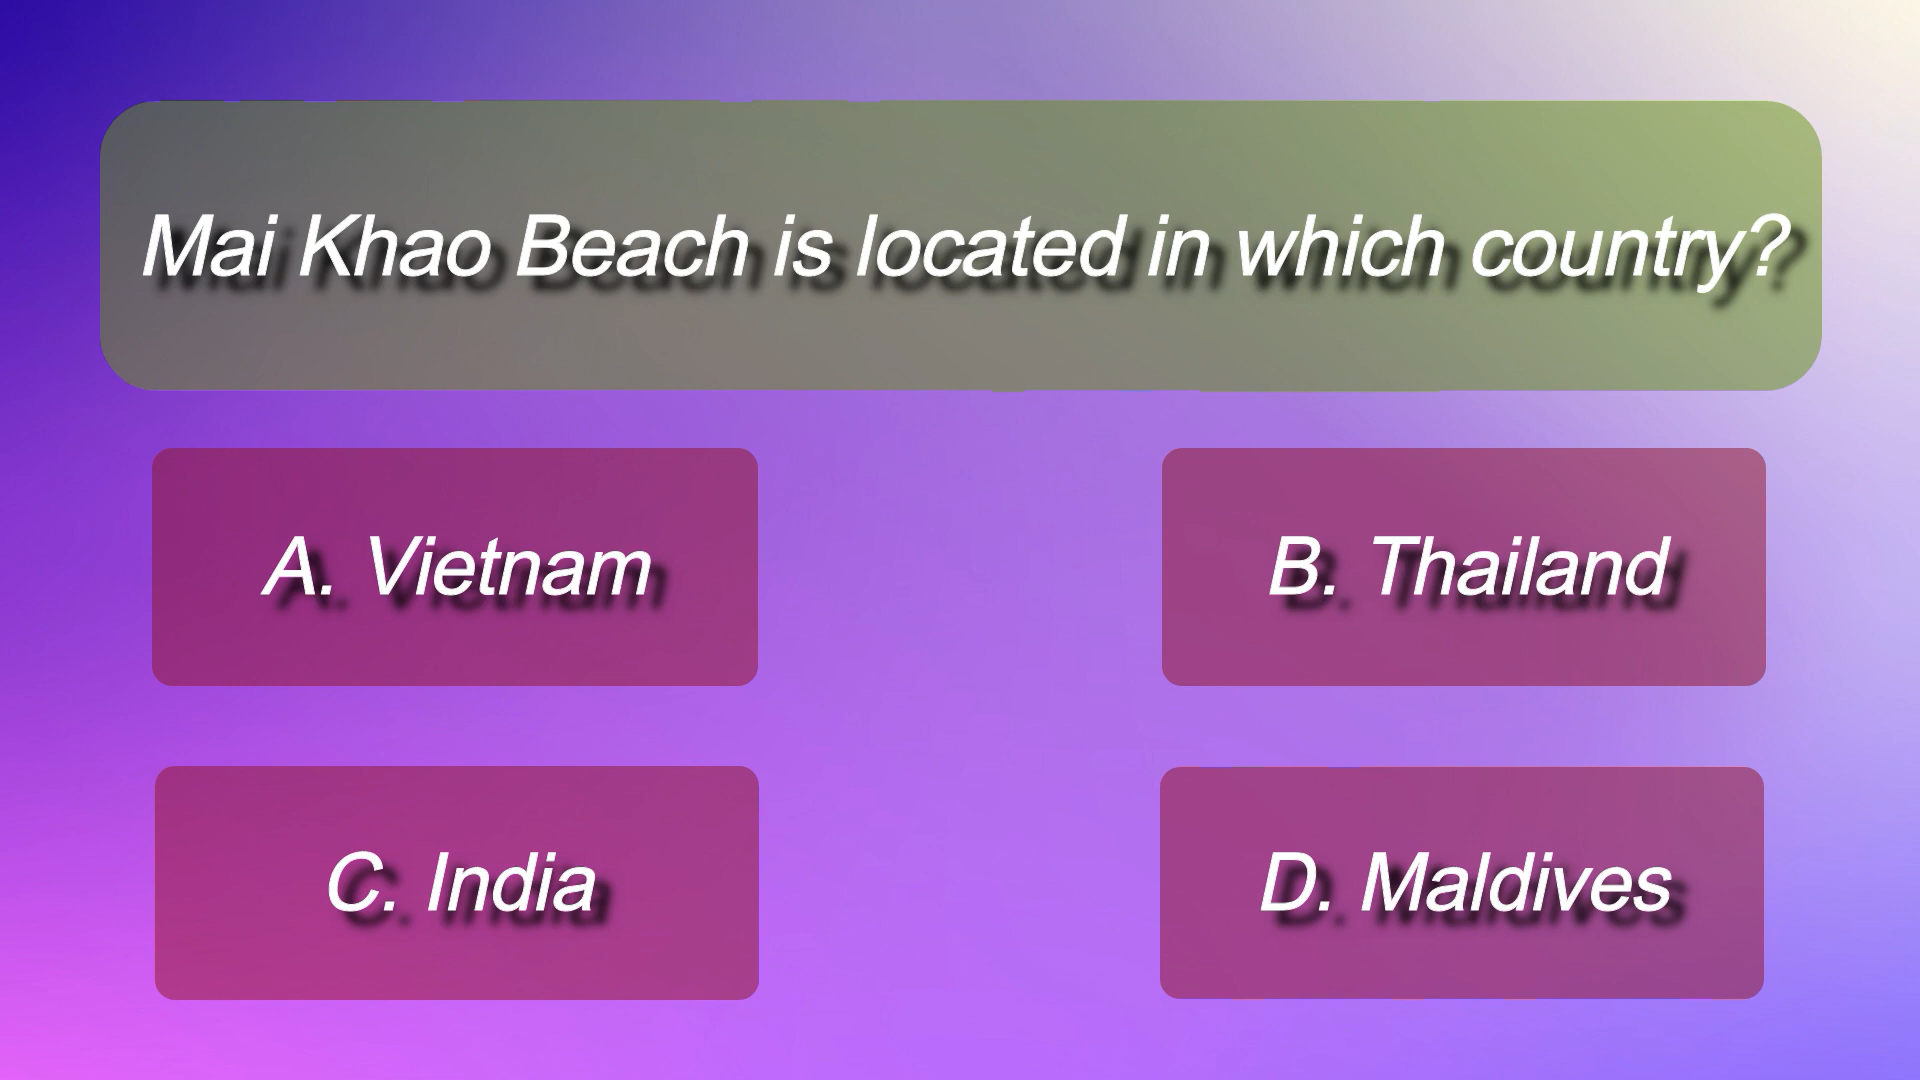 Mai Khao Beach is located in which country?
A. Vietnam
B. Thailand
C. India
D. Maldives